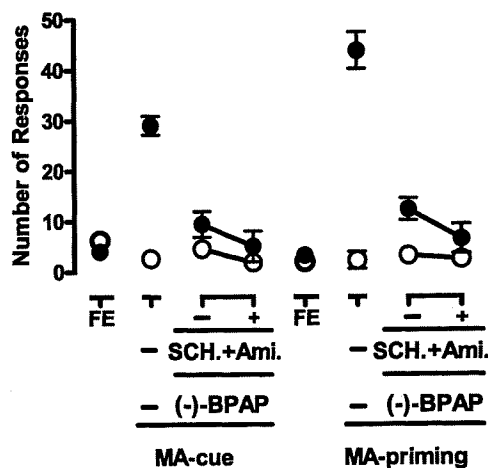 Number of Responses
50
40
30
20
10
0
FE
− +
FE
− +
− SCH.+Ami.
− SCH.+Ami.
− (-)-BPAP
− (-)-BPAP
MA-cue
MA-priming